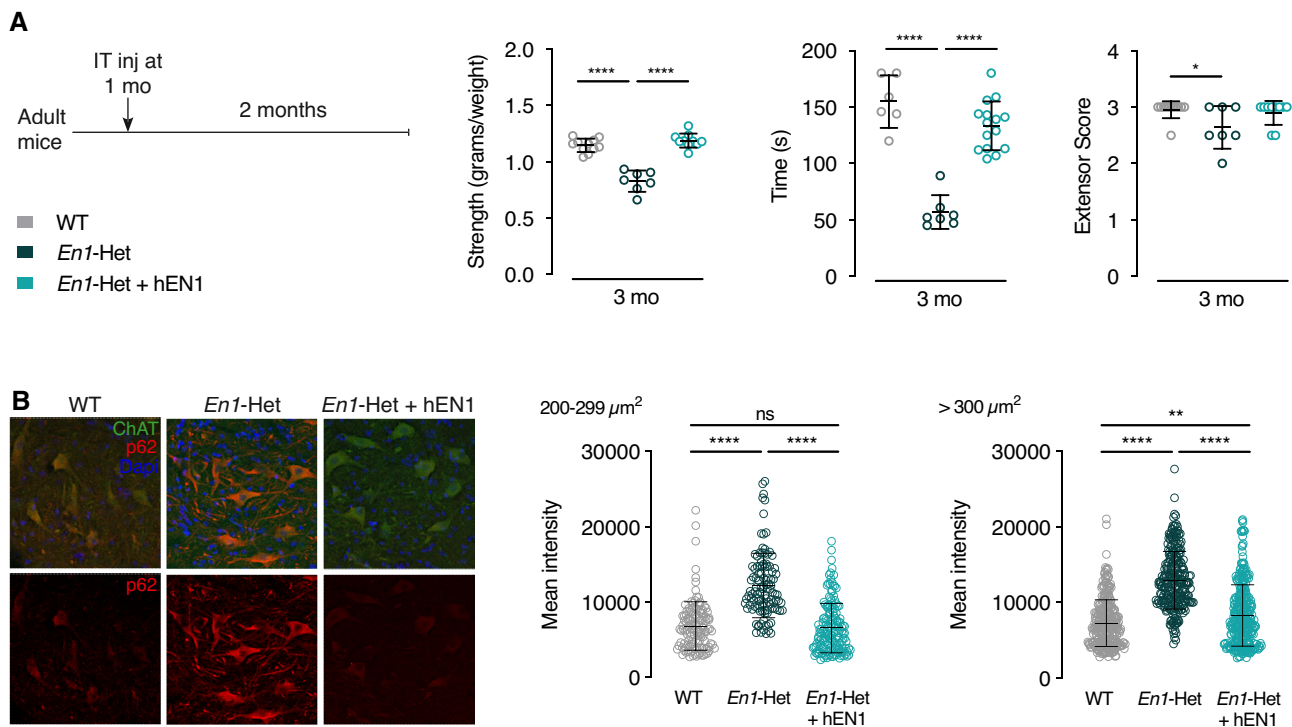 A
IT inj at
1 mo
2 months
Adult
mice
WT
En1-Het
En1-Het + hEN1
Strength (grams/weight)
2.0
1.5
1.0
0.5
0.0
****
****
3 mo
Time (s)
200
150
100
50
0
****
****
3 mo
Extensor Score
4
3
2
1
0
*
3 mo
B
WT
En1-Het
En1-Het + hEN1
ChAT
p62
Dapi
p62
200-299 µm²
ns
****
****
Mean intensity
30000
20000
10000
0
WT
En1-Het
En1-Het
+ hEN1
> 300 µm²
**
****
****
Mean intensity
30000
20000
10000
0
WT
En1-Het
En1-Het
+ hEN1